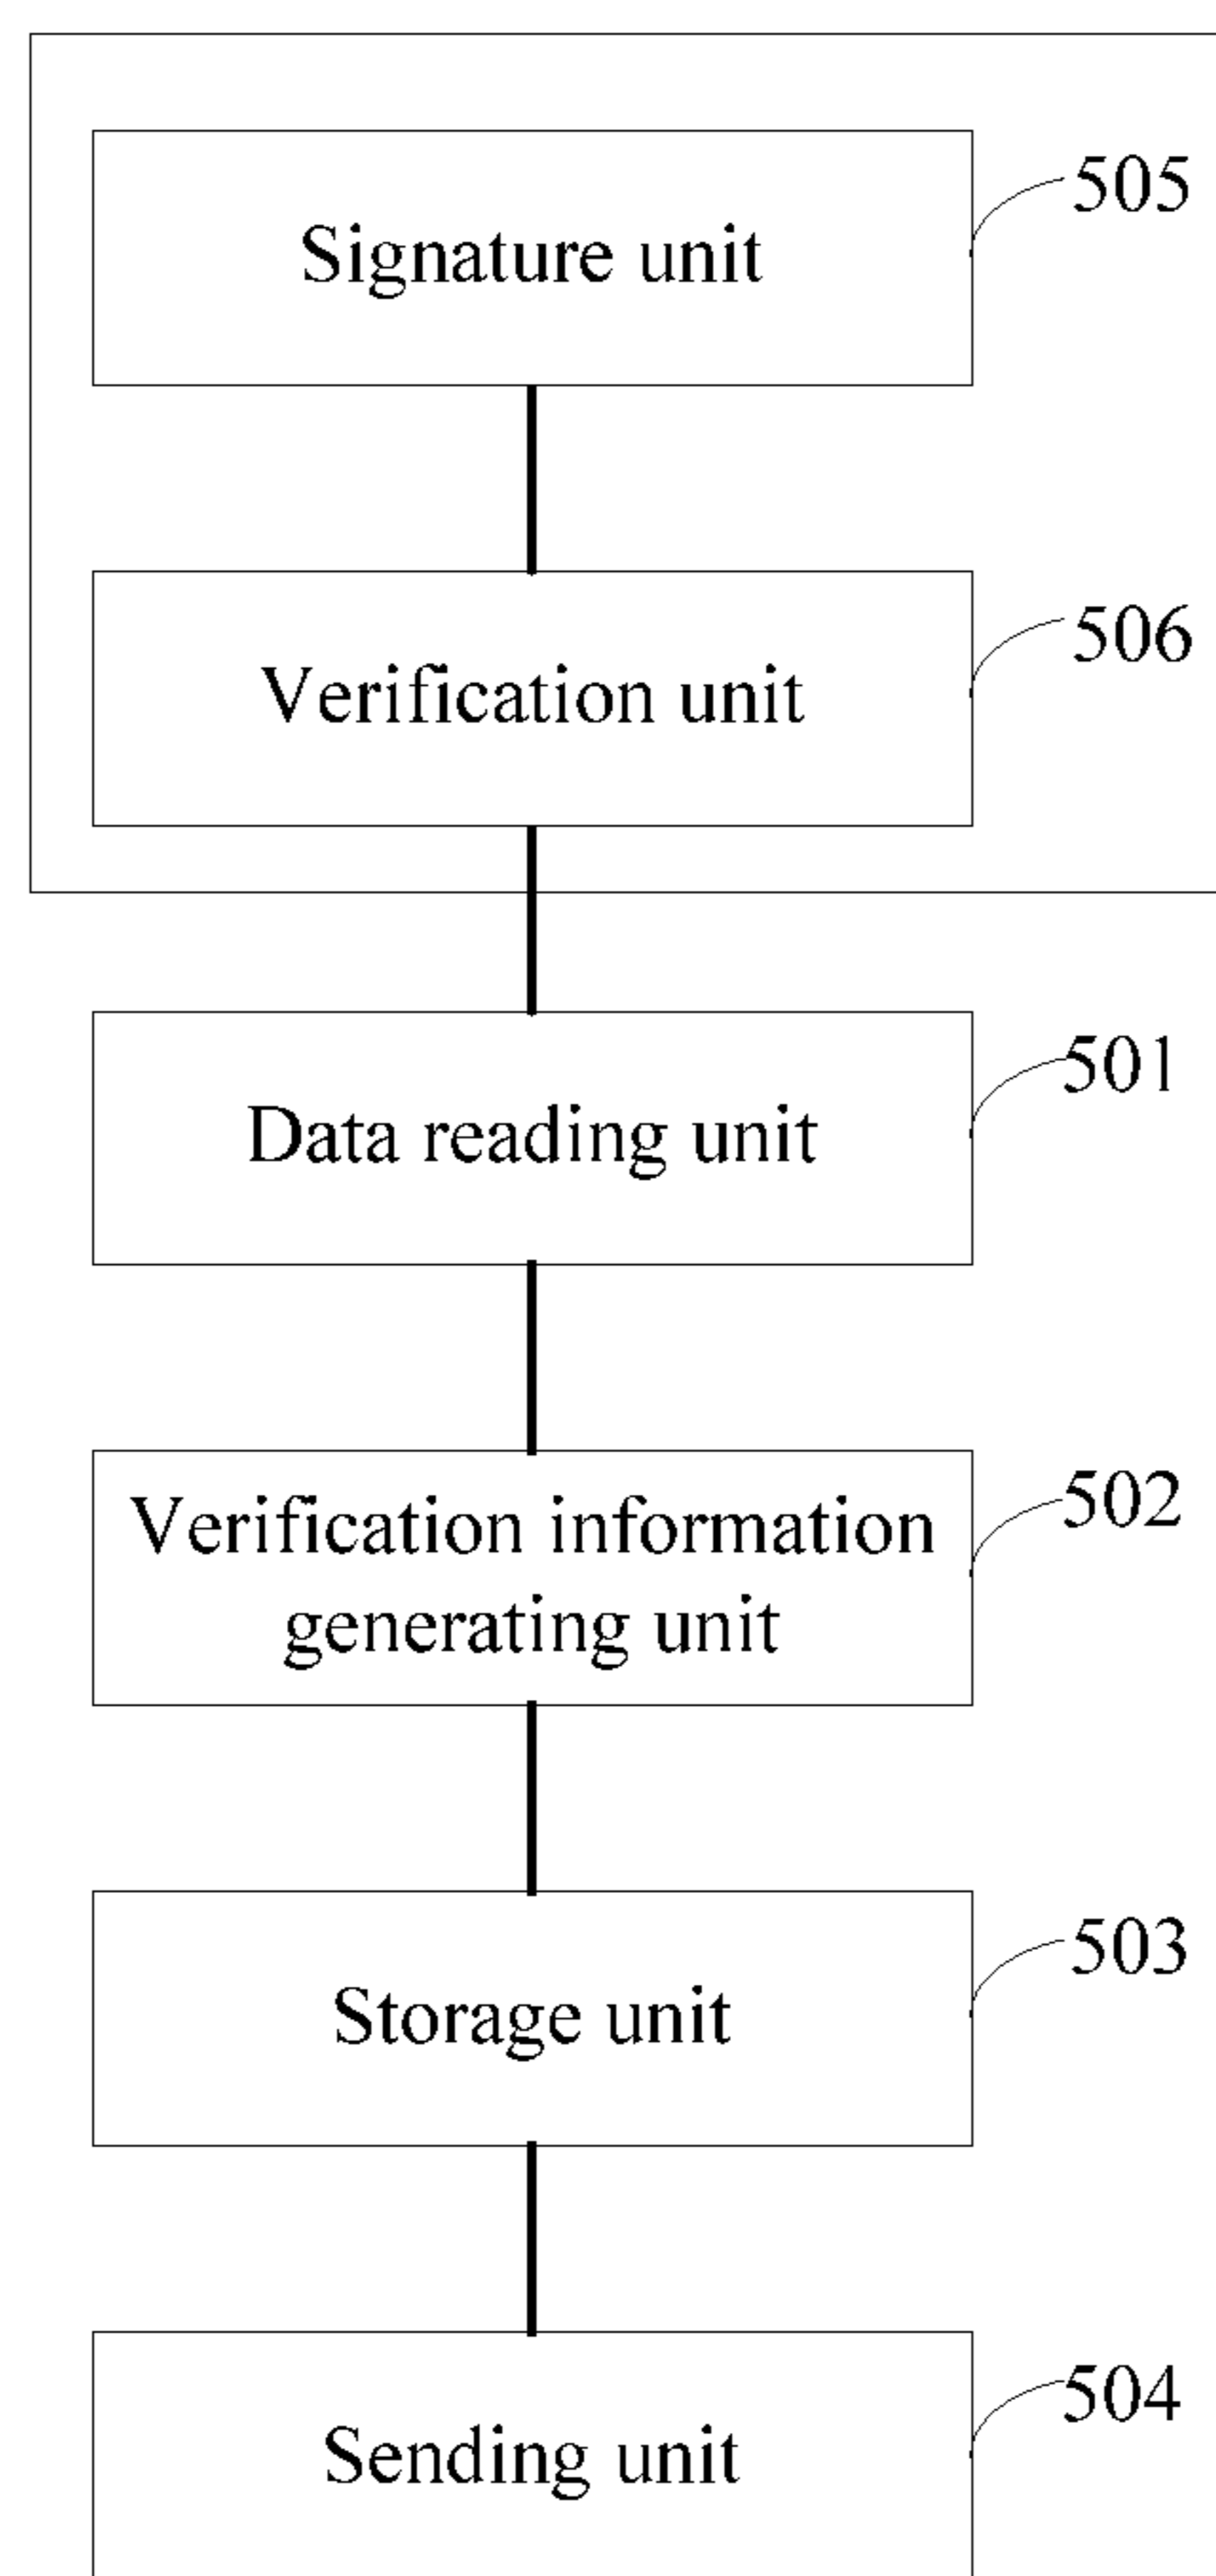 505
Signature unit
506
Verification unit
501
Data reading unit
502
Verification information
generating unit
503
Storage unit
504
Sending unit